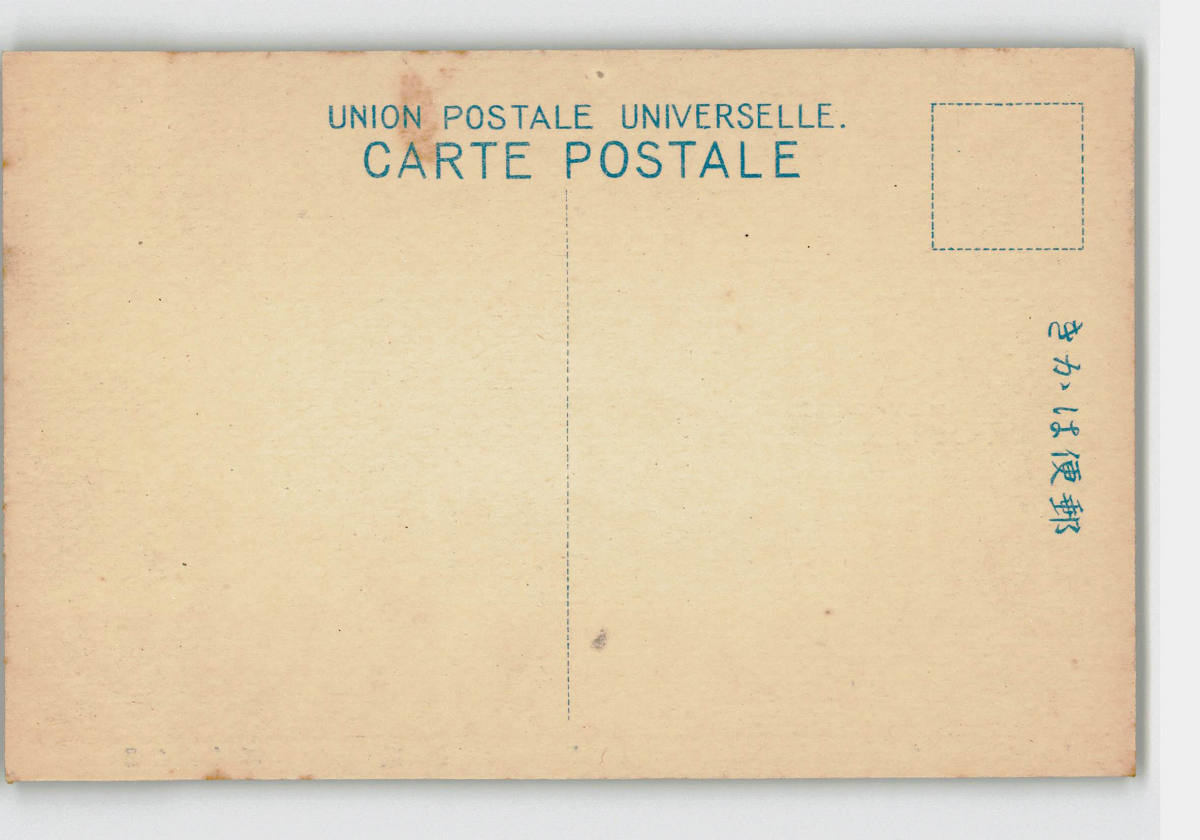 UNION POSTALE UNIVERSELLE.
CARTE POSTALE
郵便はかき